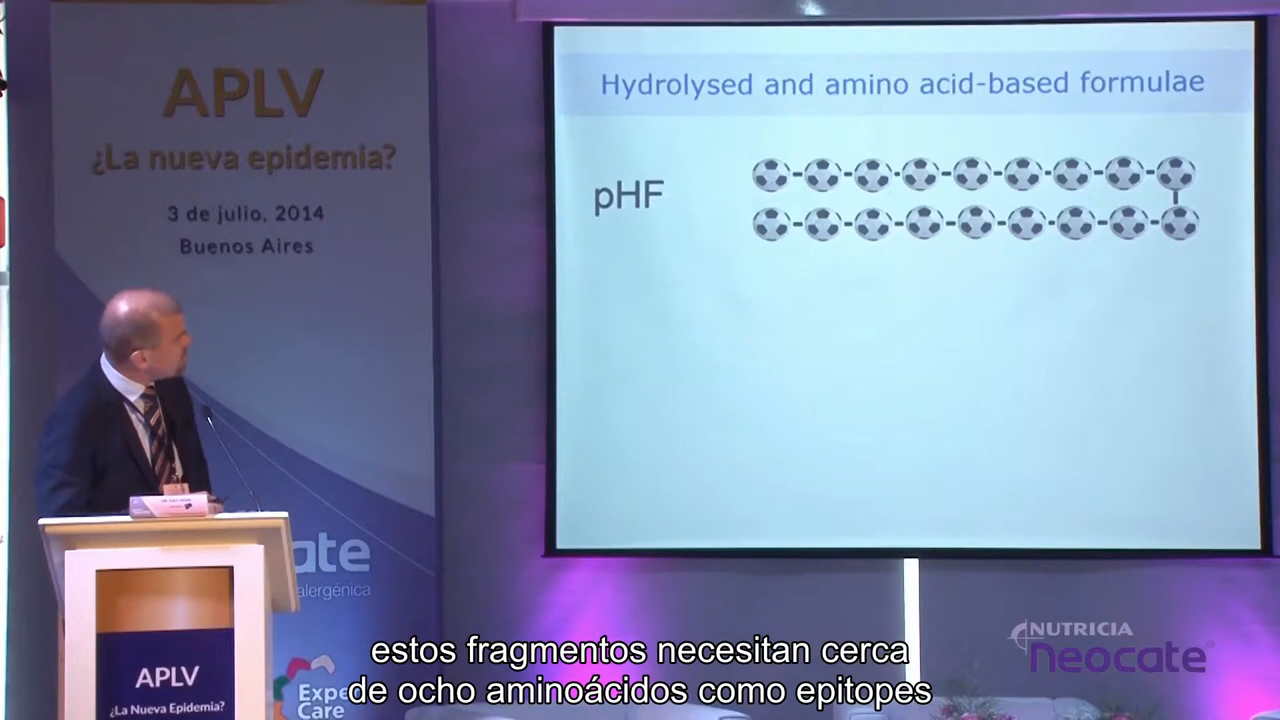 APLV
¿La nueva epidemia?
3 de julio, 2014
Buenos Aires
Hydrolysed and amino acid-based formulae
pHF
cate
alergénica
Expe
Care
APLV
¿La Nueva Epidemia?
NUTRICIA
Neocate
estos fragmentos necesitan cerca
de ocho aminoácidos como epitopes